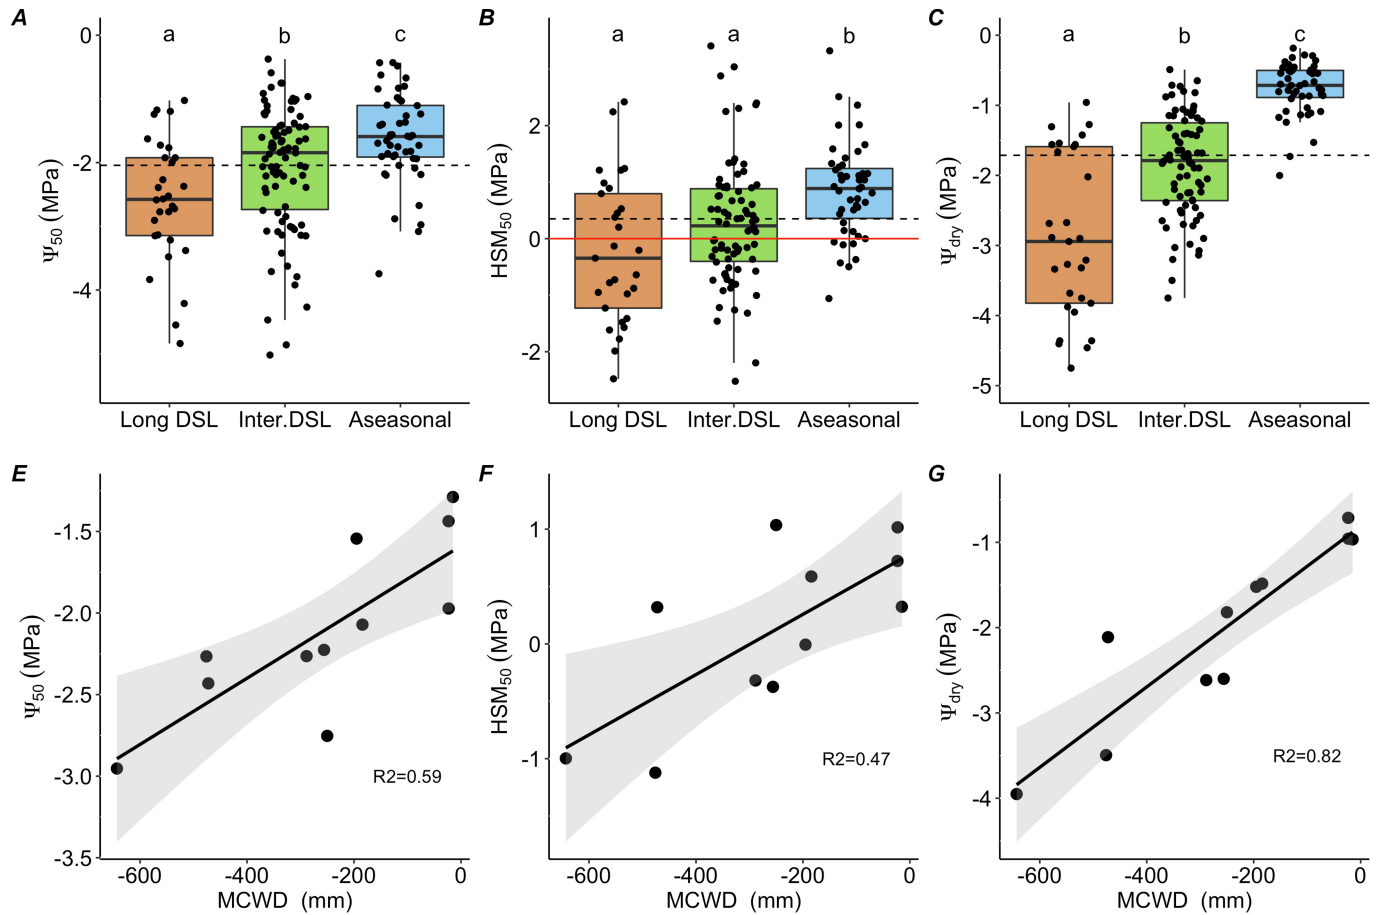 A
B
C
a b c
a a b
a b c
0
-2
-4
Ψ50 (MPa)
2
0
-2
HSM50 (MPa)
0
-1
-2
-3
-4
-5
Ψdry (MPa)
Long DSL Inter.DSL Aseasonal
Long DSL Inter.DSL Aseasonal
Long DSL Inter.DSL Aseasonal
E
F
G
-1.5
-2.0
-2.5
-3.0
-3.5
Ψ50 (MPa)
R2=0.59
1
0
-1
HSM50 (MPa)
R2=0.47
-1
-2
-3
-4
Ψdry (MPa)
R2=0.82
-600 -400 -200 0
-600 -400 -200 0
-600 -400 -200 0
MCWD (mm)
MCWD (mm)
MCWD (mm)